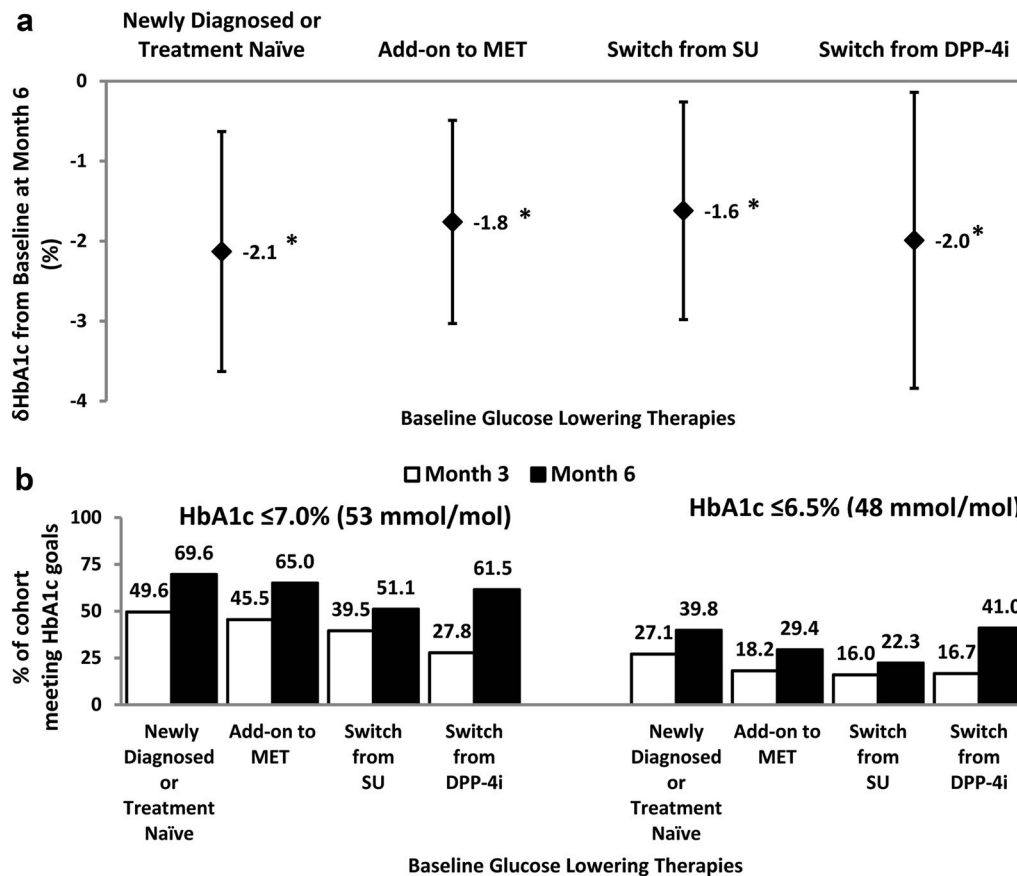 a
Newly Diagnosed or
Treatment Naïve
Add-on to MET
Switch from SU
Switch from DPP-4i
δHbA1c from Baseline at Month 6
(%)
0
-1
-2
-3
-4
-2.1 *
-1.8 *
-1.6 *
-2.0 *
Baseline Glucose Lowering Therapies
b
Month 3 Month 6
HbA1c ≤7.0% (53 mmol/mol)
HbA1c ≤6.5% (48 mmol/mol)
% of cohort
meeting HbA1c goals
100
75
50
25
0
49.6
69.6
45.5
65.0
39.5
51.1
27.8
61.5
27.1
39.8
18.2
29.4
16.0
22.3
16.7
41.0
Newly
Diagnosed
or
Treatment
Naïve
Add-on to
MET
Switch
from
SU
Switch
from
DPP-4i
Newly
Diagnosed
or
Treatment
Naïve
Add-on to
MET
Switch
from
SU
Switch
from
DPP-4i
Baseline Glucose Lowering Therapies